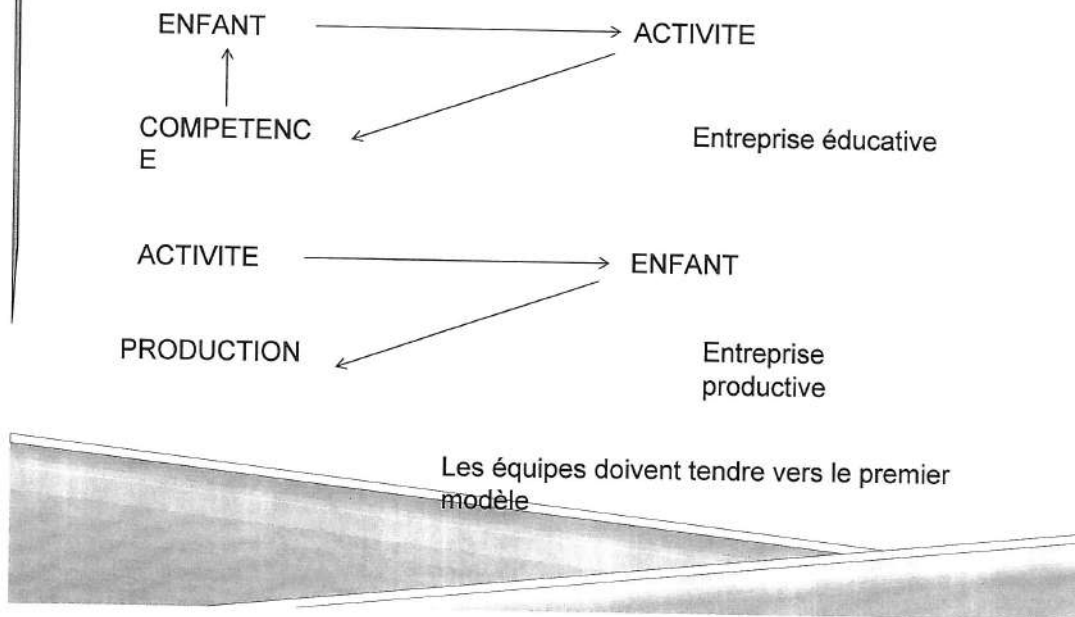 ENFANT
ACTIVITE
COMPETENC
E
Entreprise éducative
ACTIVITE
ENFANT
PRODUCTION
Entreprise
productive
Les équipes doivent tendre vers le premier
modèle